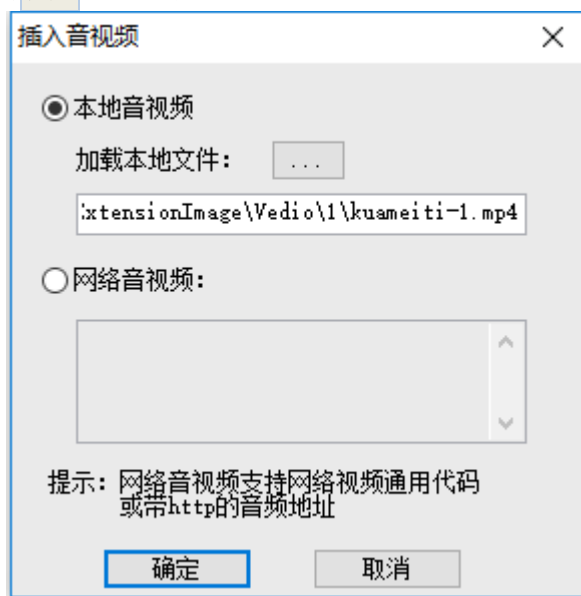 插入音视频
本地音视频
加载本地文件：
...
xtensionImage\Vedio\1\kuameiti-1.mp4
网络音视频：
提示：网络音视频支持网络视频通用代码
或带http的音频地址
确定
取消